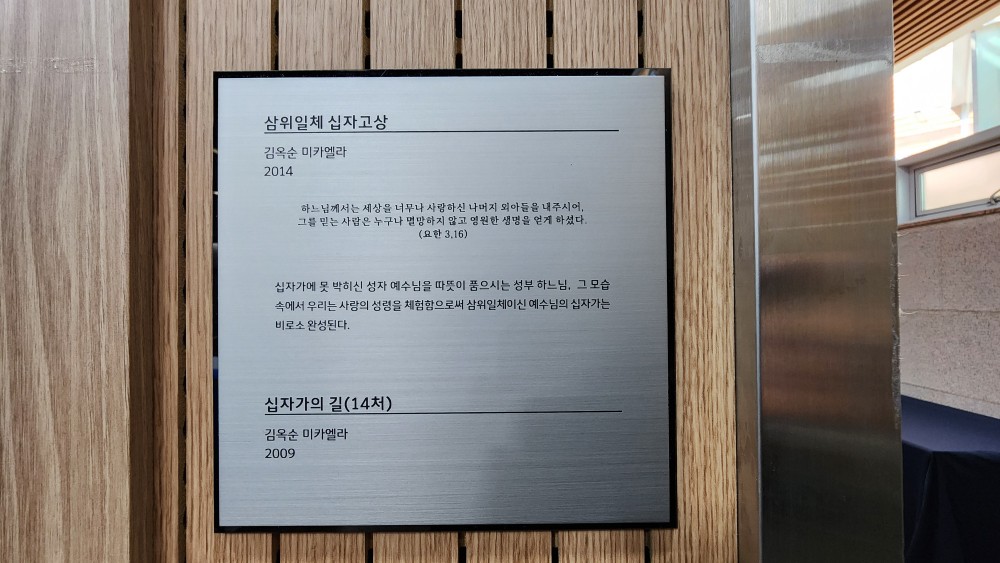 삼위일체 십자고상
김옥순 미카엘라
2014
하느님께서는 세상을 너무나 사랑하신 나머지 외아들을 내주시어,
그를 믿는 사람은 누구나 멸망하지 않고 영원한 생명을 얻게 하셨다.
(요한 3,16)
십자가에 못 박히신 성자 예수님을 따뜻이 품으시는 성부 하느님, 그 모습
속에서 우리는 사랑의 성령을 체험함으로써 삼위일체이신 예수님의 십자가는
비로소 완성된다.
십자가의 길(14처)
김옥순 미카엘라
2009